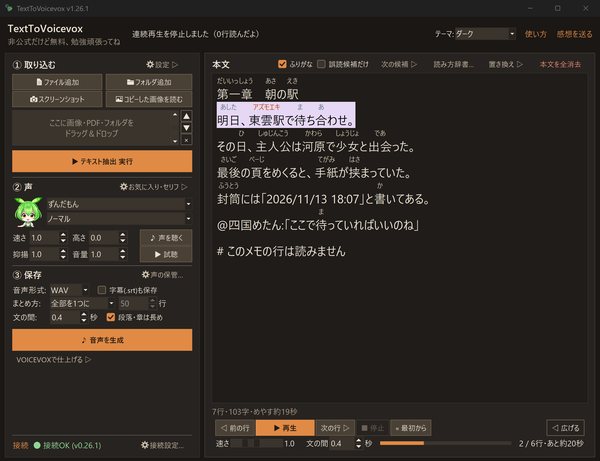 TextToVoicevox v1.26.1
TextToVoicevox
非公式だけど無料、勉強頑張ってね
連続再生を停止しました（0行読んだよ）
テーマ: ダーク
使い方
感想を送る
① 取り込む
設定 ▷
ファイル追加
フォルダ追加
スクリーンショット
コピーした画像を読む
ここに画像・PDF・フォルダを
ドラッグ＆ドロップ
▶ テキスト抽出 実行
② 声
お気に入り・セリフ ▷
ずんだもん
ノーマル
速さ 1.0 高さ 0.0
♪ 声を聴く
抑揚 1.0 音量 1.0
▶ 試聴
③ 保存
声の保管...
音声形式: WAV
字幕(.srt)も保存
まとめ方: 全部を1つに 50 行
文の間: 0.4 秒
段落・章は長め
♪ 音声を生成
VOICEVOXで仕上げる ▷
接続 接続OK (v0.26.1)
接続設定...
本文
ふりがな
誤読候補だけ
次の候補 ▷
読み方辞書...
置き換え ▷
本文を全消去
だいいっしょう あさ えき
第一章　朝の駅
あした アズモエキ ま あ
明日、東雲駅で待ち合わせ。
ひ しゅじんこう かわら しょうじょ であ
その日、主人公は河原で少女と出会った。
さいご ぺーじ てがみ はさ
最後の頁をめくると、手紙が挟まっていた。
ふうとう か
封筒には「2026/11/13 18:07」と書いてある。
ま
@四国めたん:「ここで待っていればいいのね」
# このメモの行は読みません
7行・103字・めやす約19秒
◁ 前の行
▶ 再生
次の行 ▷
■ 停止
« 最初から
◁ 広げる
速さ 1.0 文の間 0.4 秒
2 / 6行・あと約20秒